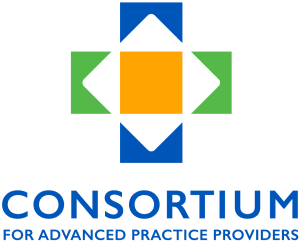 CONSORTIUM
FOR ADVANCED PRACTICE PROVIDERS